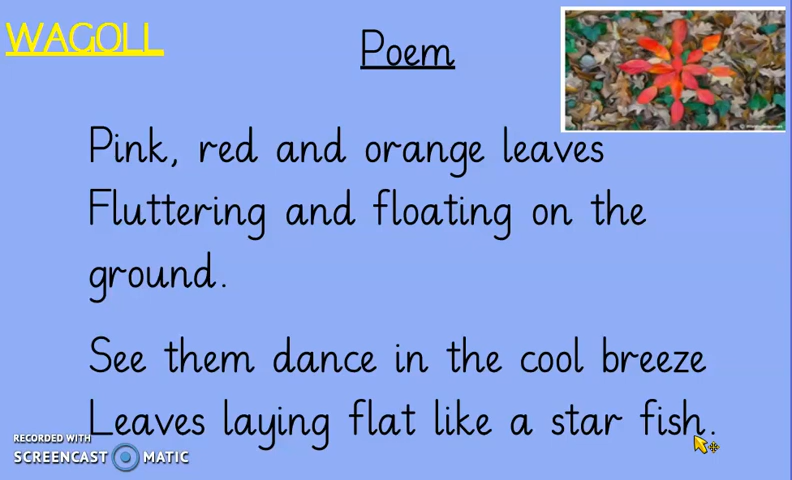 WAGOLL
Poem
Pink, red and orange leaves
Fluttering and floating on the
ground.
See them dance in the cool breeze
Leaves laying flat like a star fish.
RECORDED WITH
SCREENCAST MATIC